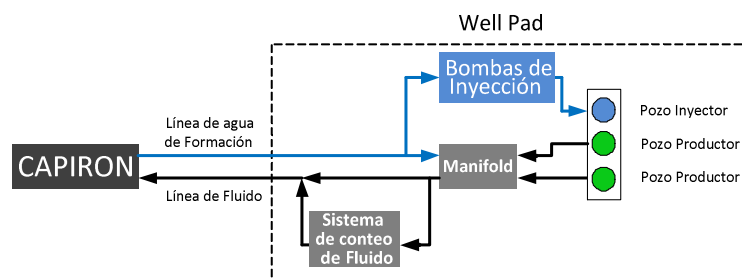 Well Pad
Bombas de
Inyección
Pozo Inyector
Línea de agua
de Formación
Pozo Productor
CAPIRON
Manifold
Pozo Productor
Línea de Fluido
Sistema
de conteo
de Fluido